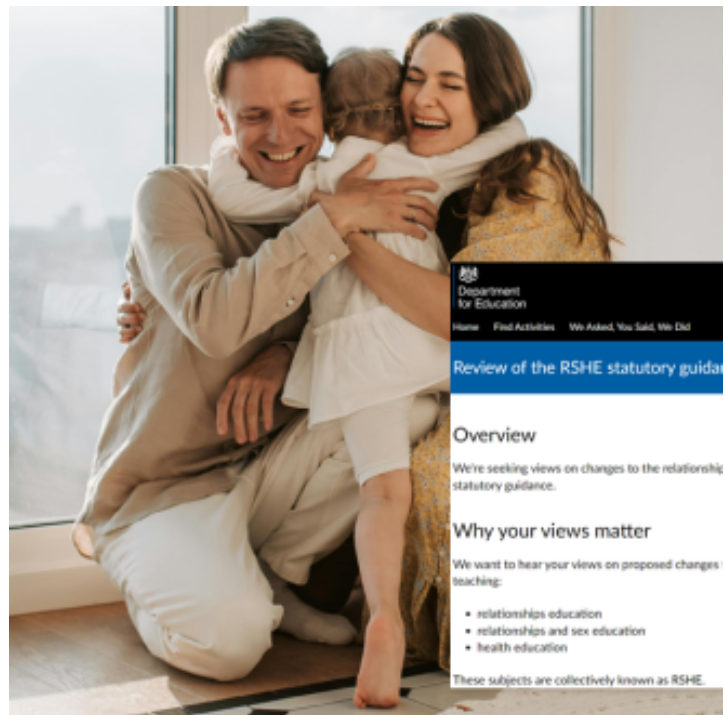 Department
for Education
Home Find Activities We Asked, You Said, We Did
Review of the RSHE statutory guidan
Overview
We're seeking views on changes to the relationship
statutory guidance.
Why your views matter
We want to hear your views on proposed changes
teaching:
• relationships education
• relationships and sex education
• health education
These subjects are collectively known as RSHE.